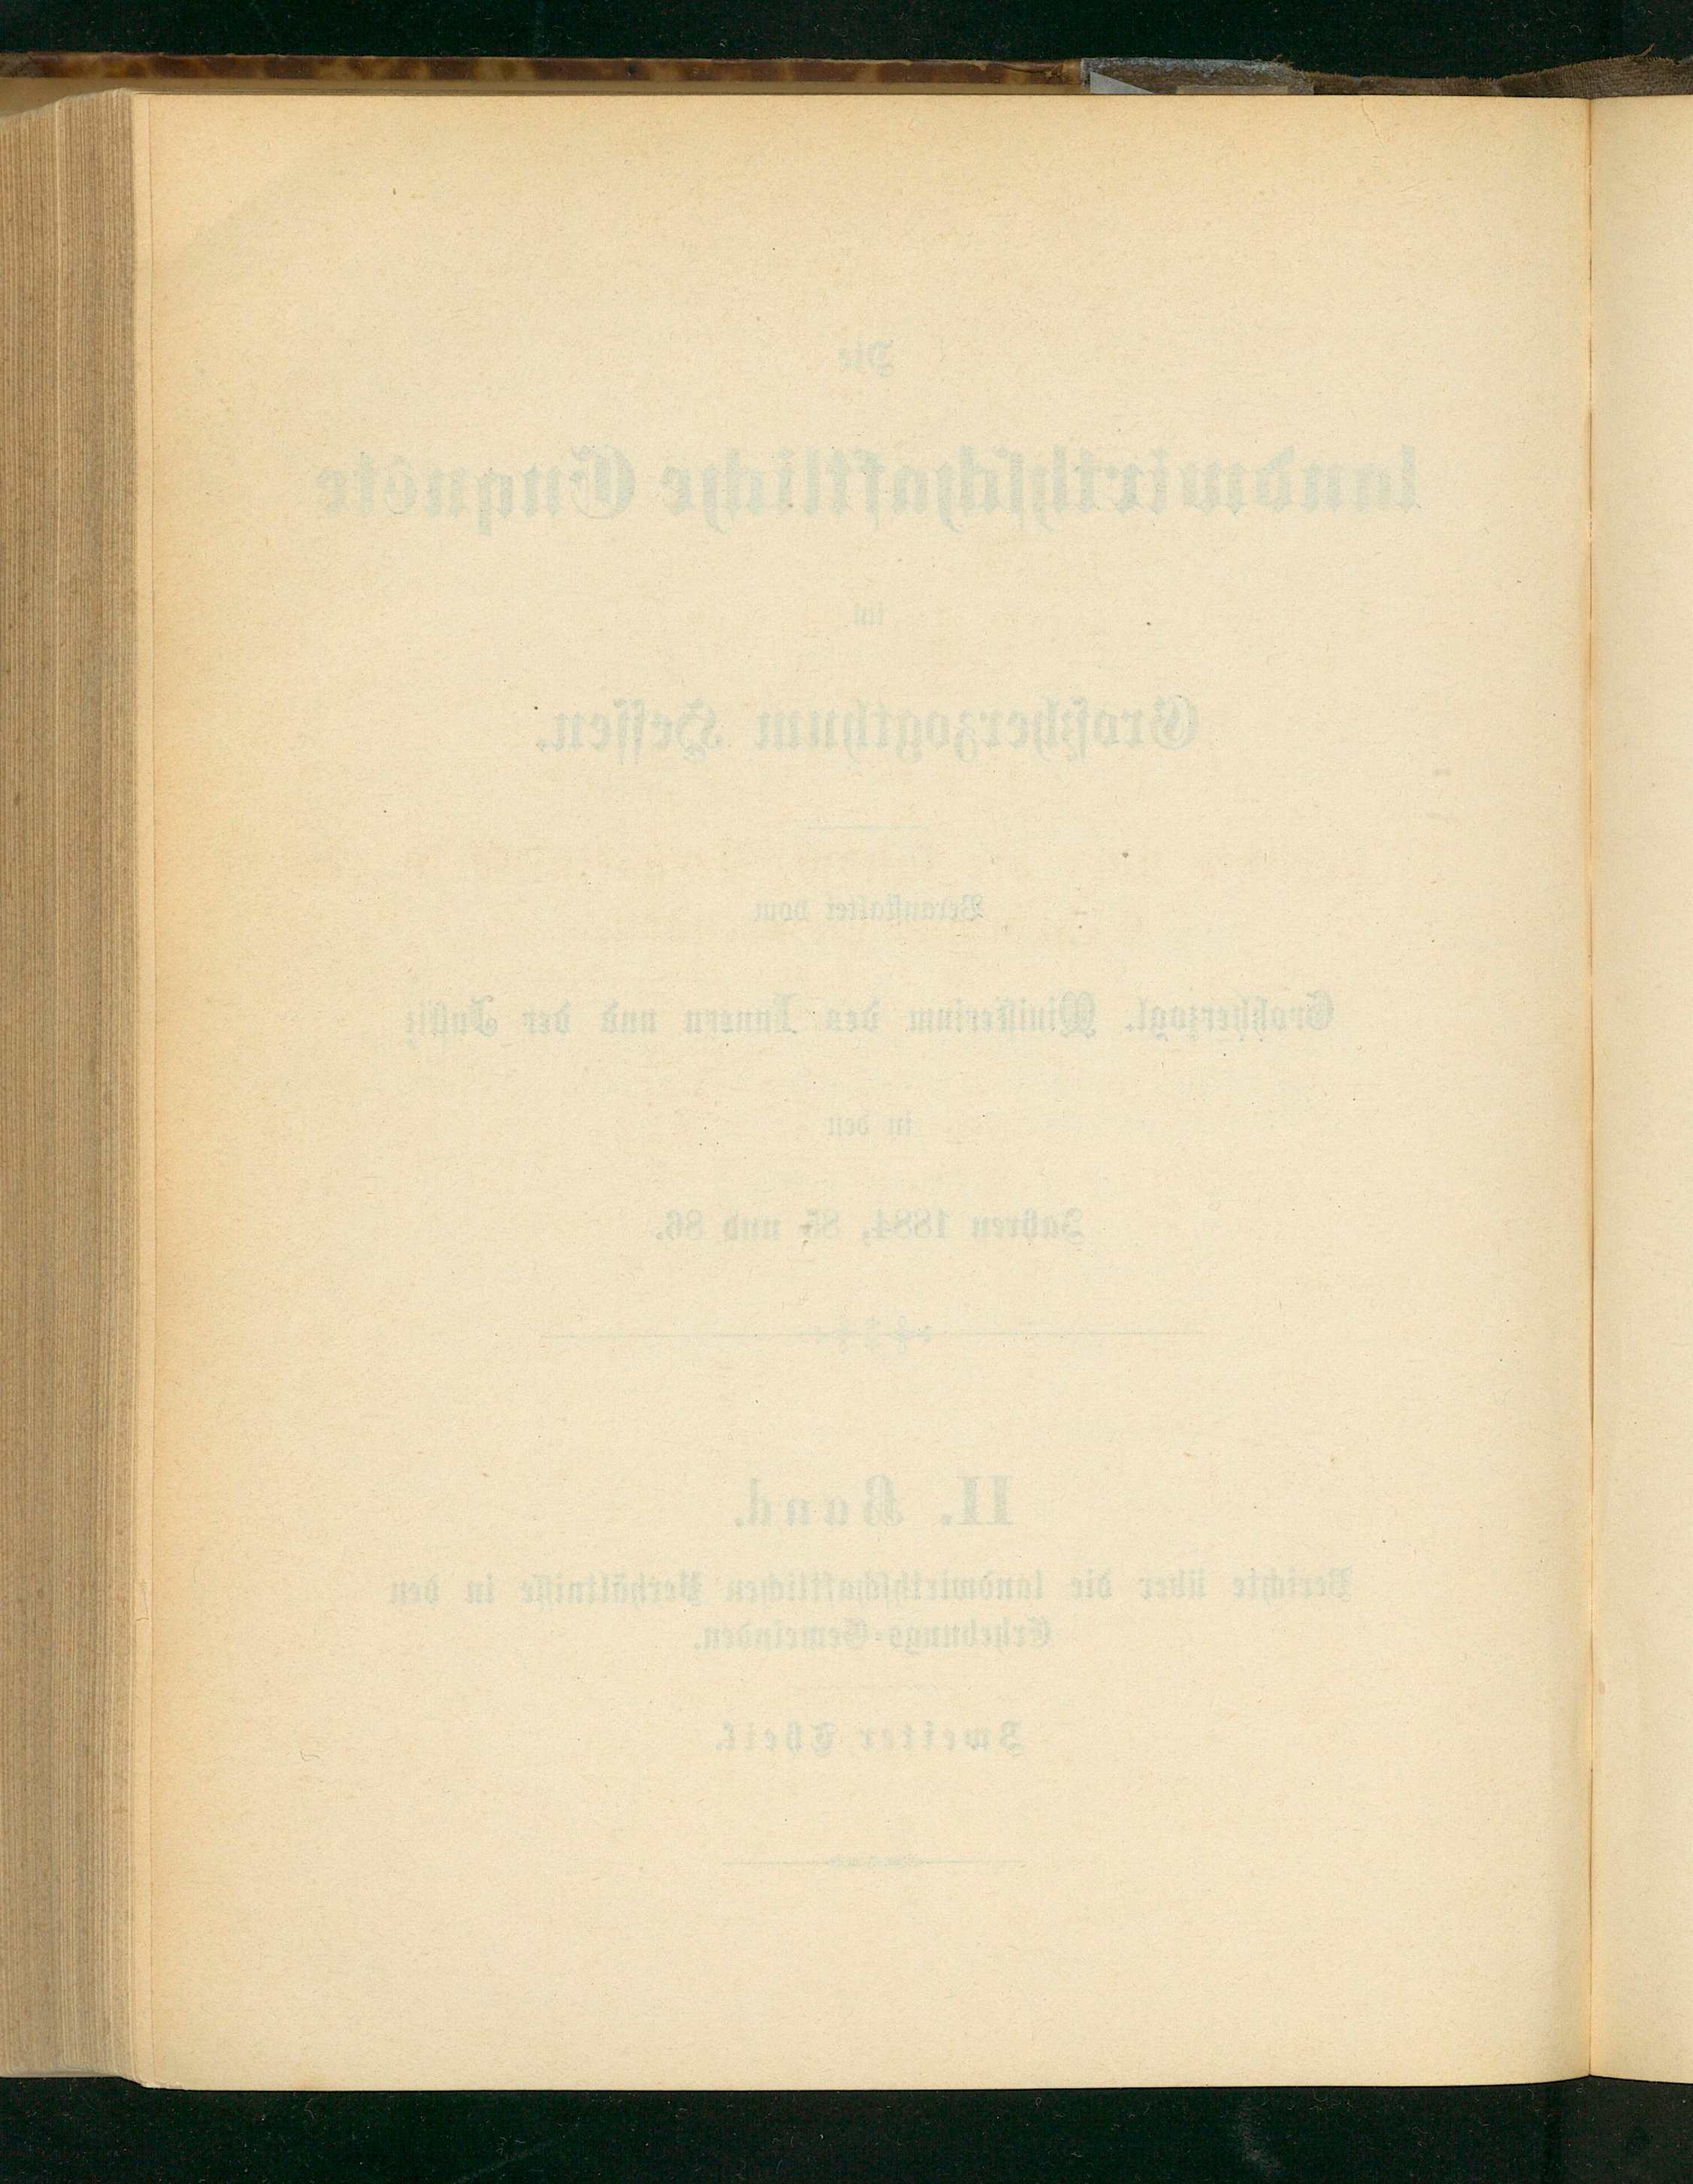 Die
landwirthschaftliche Enquête
im
Großherzogthum Hessen.
Veranstaltet vom
Großherzogl. Ministerium des Innern und der Justiz
in den
Jahren 1884, 85 und 86.
II. Band.
Berichte über die landwirthschaftlichen Verhältnisse in den
Erhebungs-Gemeinden.
Zweiter Theil.